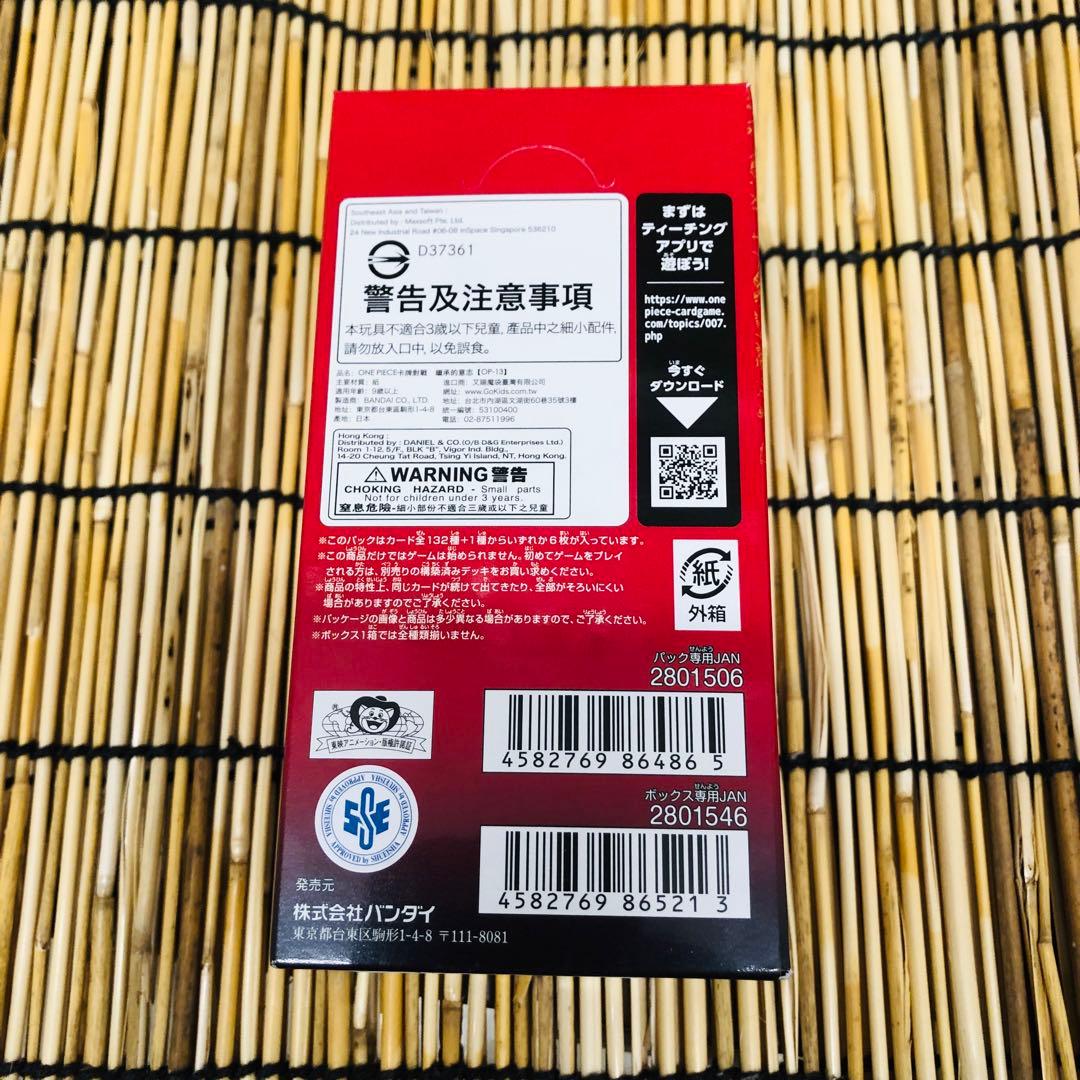 Southeast Asia and Taiwan :
Distributed by : Maxsoft Pte. Ltd.
24 New Industrial Road #06-08 inSpace Singapore 536210
D37361
警告及注意事項
本玩具不適合3歲以下兒童, 產品中之細小配件,
請勿放入口中, 以免誤食。
品名: ONE PIECE卡牌對戰 繼承的意志【OP-13】
主要材質: 紙
適用年齡: 9歲以上
製造商: BANDAI CO., LTD.
地址: 東京都台東區駒形1-4-8
產地: 日本
進口商: 艾薩魔袋臺灣有限公司
網址: www.GoKids.com.tw
地址: 台北市內湖區文湖街60巷35號3樓
統一編號: 53100400
電話: 02-87511996
Hong Kong :
Distributed by : DANIEL & CO.(O/B D&G Enterprises Ltd.)
Room 1-12, 5/F., BLK "B", Vigor Ind. Bldg.,
14-20 Cheung Tat Road, Tsing Yi Island, NT, Hong Kong.
WARNING 警告
CHOKING HAZARD - Small parts
Not for children under 3 years.
窒息危險-細小部份不適合三歲或以下之兒童
まずは
ティーチング
アプリで
遊ぼう!
https://www.one
piece-cardgame.
com/topics/007.
php
今すぐ
ダウンロード
※このパックはカード全132種+1種からいずれか6枚が入っています。
※この商品だけではゲームは始められません。初めてゲームをプレイ
される方は、別売りの構築済みデッキをお買い求めください。
※商品の特性上、同じカードが続けて出てきたり、全部がそろいにくい
場合がありますのでご了承ください。
※パッケージの画像と商品は多少異なる場合がありますので、ご了承ください。
※ボックス1箱では全種類揃いません。
紙
外箱
パック専用JAN
2801506
4582769 86486 5
ボックス専用JAN
2801546
4582769 86521 3
東映アニメーション・版権許諾証
APPROVED by SHUEISHA
APPROVED by SHUEISHA
発売元
株式会社バンダイ
東京都台東区駒形1-4-8 〒111-8081